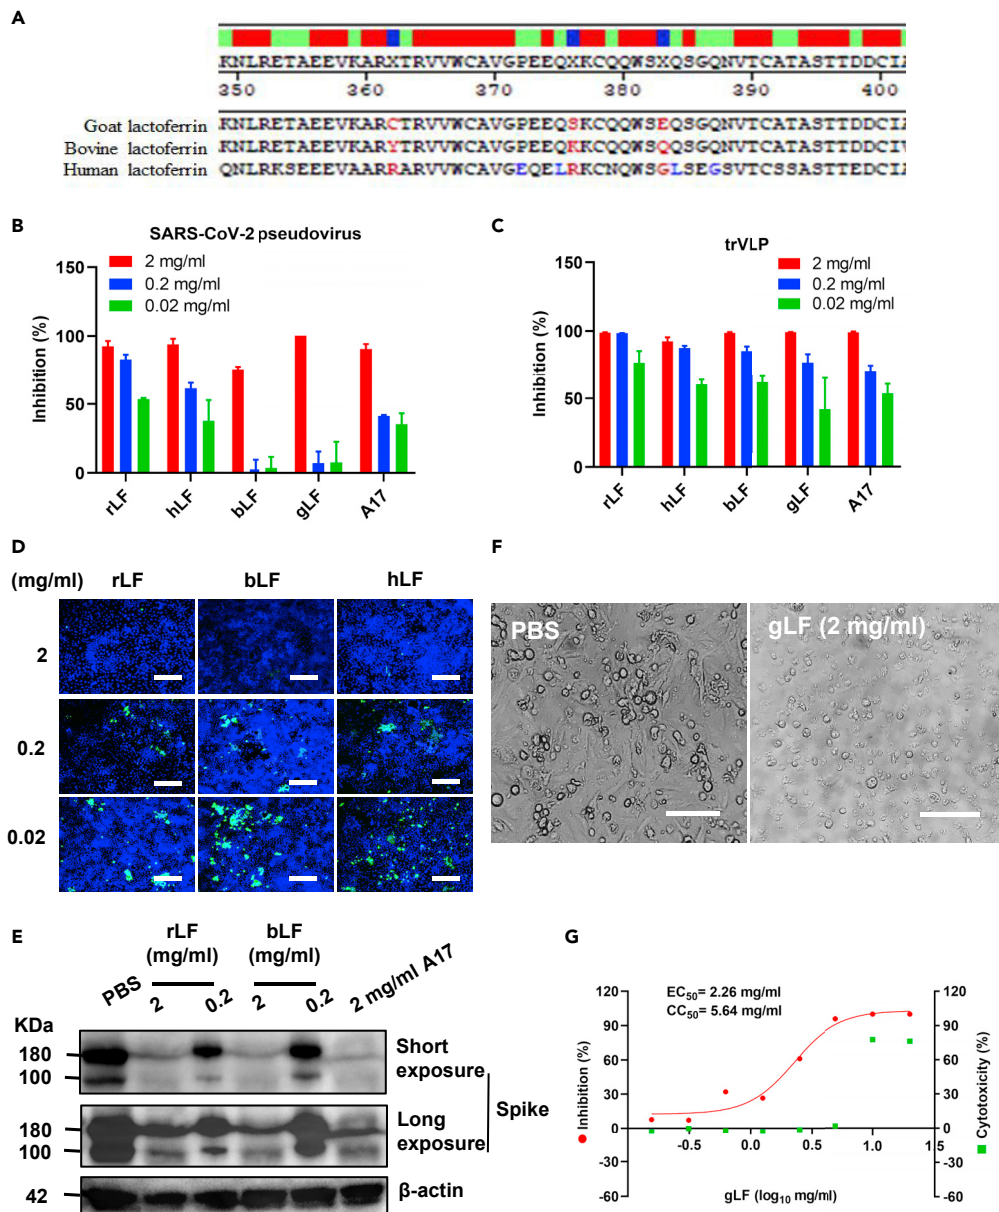 A
KNLRETAEEVKARXTRVVWCAVGPEEQXKCQQWSXQSGQNVTCATASTTDDCIA
350 360 370 380 390 400
Goat lactoferrin KNLRETAEEVKARCTRVVWCAVGPEEQSKCQQWSEQSGQNVTCATASTTDDCIA
Bovine lactoferrin KNLRETAEEVKARYTRVVWCAVGPEEQKKCQQWSQQSGQNVTCATASTTDDCIV
Human lactoferrin QNLRKSEEEVAARRARVVWCAVGEQELRKCNQWSGLSEGSVTCSSASTTEDCIA
B
SARS-CoV-2 pseudovirus
2 mg/ml
0.2 mg/ml
0.02 mg/ml
Inhibition (%)
150
100
50
0
rLF hLF bLF gLF A17
C
trVLP
2 mg/ml
0.2 mg/ml
0.02 mg/ml
Inhibition (%)
150
100
50
0
rLF hLF bLF gLF A17
D
(mg/ml) rLF bLF hLF
2
0.2
0.02
F
PBS
gLF (2 mg/ml)
E
rLF (mg/ml)
bLF (mg/ml)
PBS 2 0.2 2 0.2 2 mg/ml A17
KDa
180
100
Short exposure
180
100
Long exposure
Spike
42
β-actin
G
EC50= 2.26 mg/ml
CC50= 5.64 mg/ml
Inhibition (%)
120
90
60
30
0
-30
-60
-0.5 0.0 0.5 1.0 1.5
gLF (log10 mg/ml)
120
90
60
30
0
-30
-60
Cytotoxicity (%)